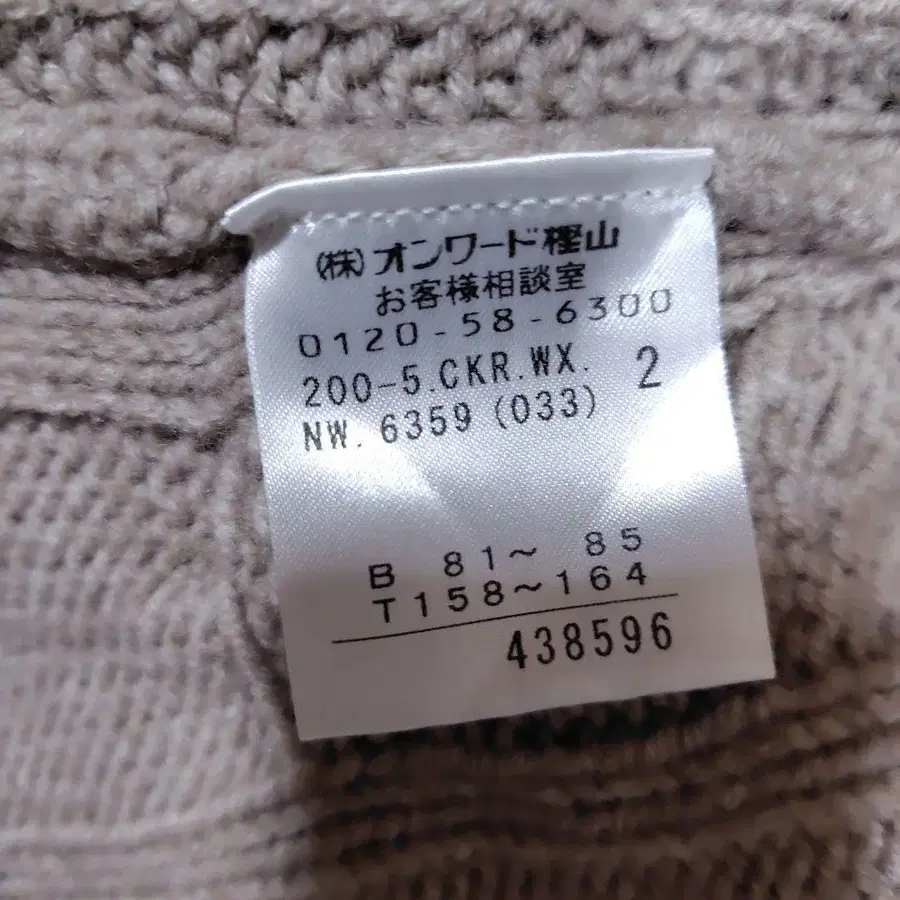 (株)オンワード樫山
お客様相談室
0120-58-6300
200-5.CKR.WX. 2
NW. 6359 (033)
B 81~ 85
T158~164
438596